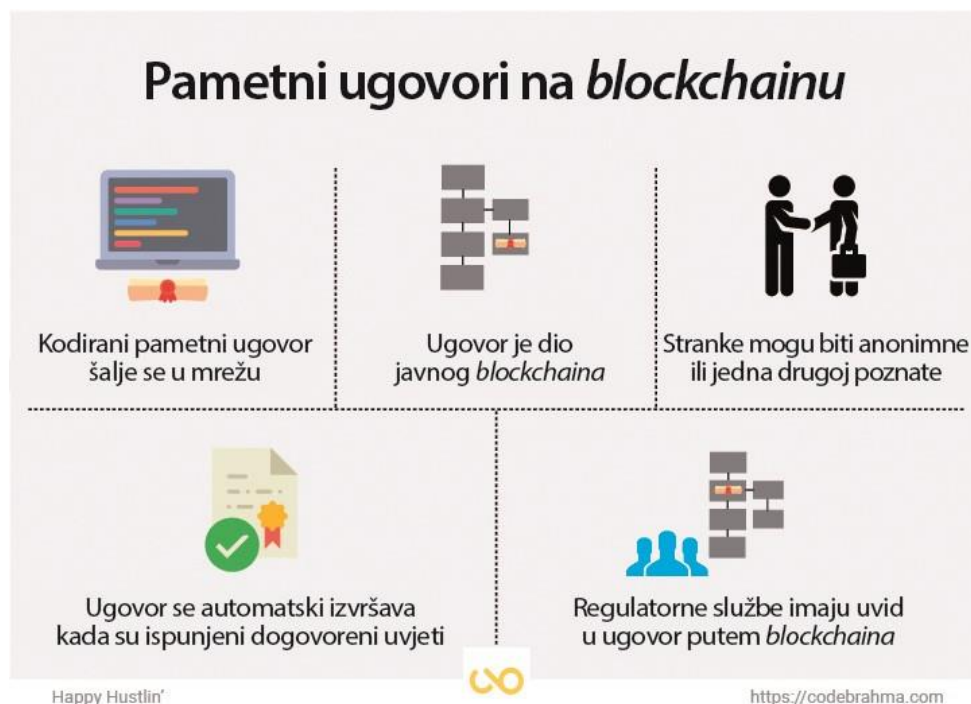 Pametni ugovori na blockchainu
Kodirani pametni ugovor
šalje se u mrežu
Ugovor je dio
javnog blockchaina
Stranke mogu biti anonimne
ili jedna drugoj poznate
Ugovor se automatski izvršava
kada su ispunjeni dogovoreni uvjeti
Regulatorne službe imaju uvid
u ugovor putem blockchaina
Happy Hustlin’
https://codebrahma.com